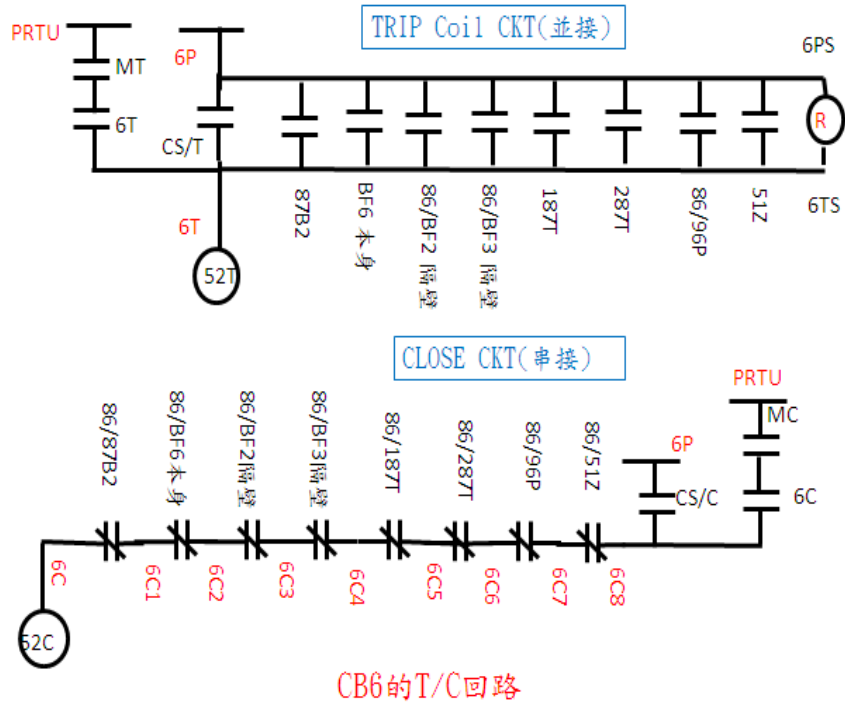 TRIP Coil CKT(並接)
PRTU
6P
6PS
MT
6T
CS/T
R
87B2
BF6 本身
86/BF2 隔壁
86/BF3 隔壁
187T
287T
86/96P
51Z
6TS
6T
52T
CLOSE CKT(串接)
PRTU
MC
86/87B2
86/BF6本身
86/BF2隔壁
86/BF3隔壁
86/187T
86/287T
86/96P
86/51Z
6P
CS/C
6C
6C
6C1
6C2
6C3
6C4
6C5
6C6
6C7
6C8
52C
CB6的T/C回路